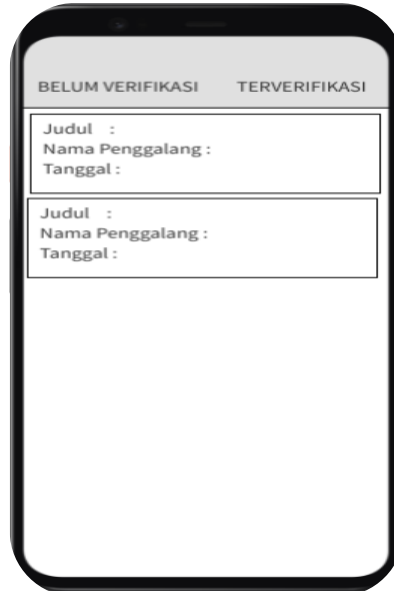 BELUM VERIFIKASI TERVERIFIKASI
Judul :
Nama Penggalang :
Tanggal :
Judul :
Nama Penggalang :
Tanggal :